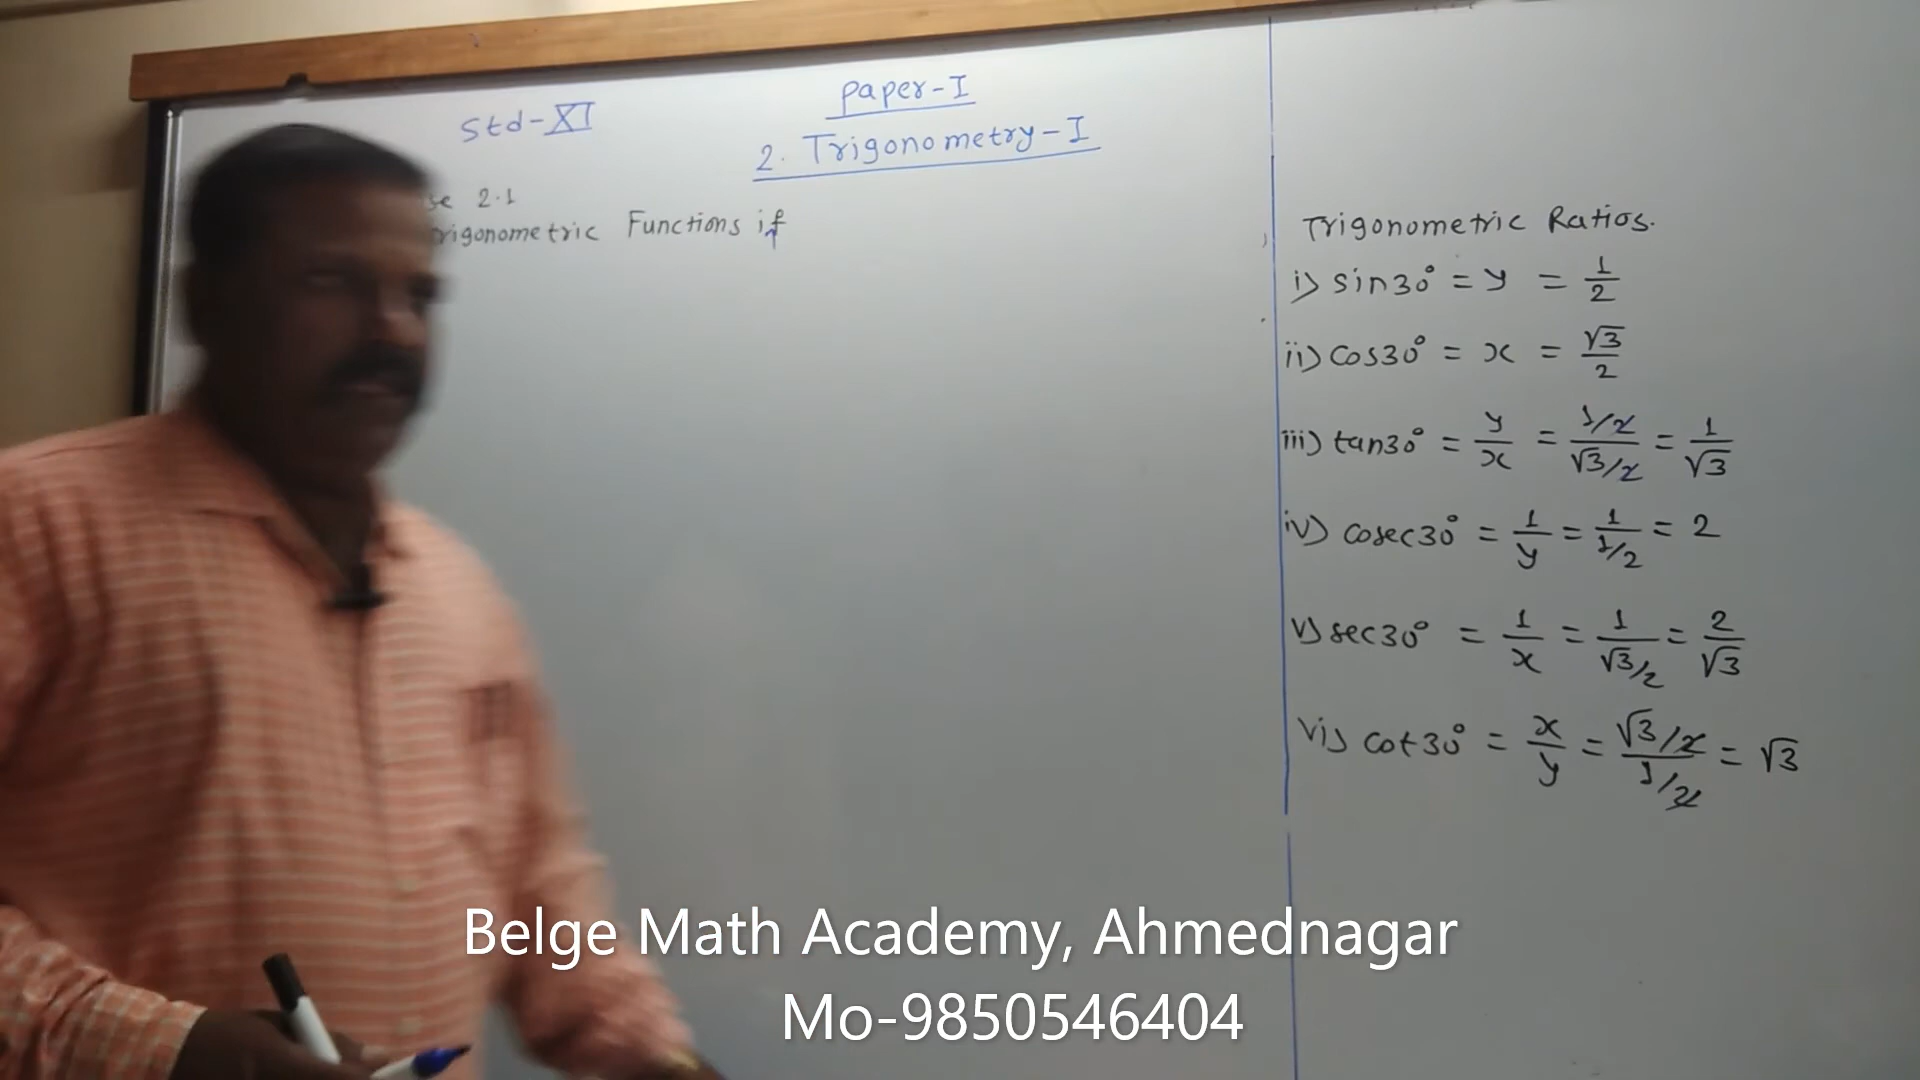 Std-XI
Paper-I
2. Trigonometry-I
2.1
Trigonometric Functions if
Trigonometric Ratios.
i) sin30° = y = 1/2
ii) cos30° = x = √3/2
iii) tan30° = y/x = (1/2)/(√3/2) = 1/√3
iv) cosec30° = 1/y = 1/(1/2) = 2
v) sec30° = 1/x = 1/(√3/2) = 2/√3
vi) cot30° = x/y = (√3/2)/(1/2) = √3
Belge Math Academy, Ahmednagar
Mo-9850546404